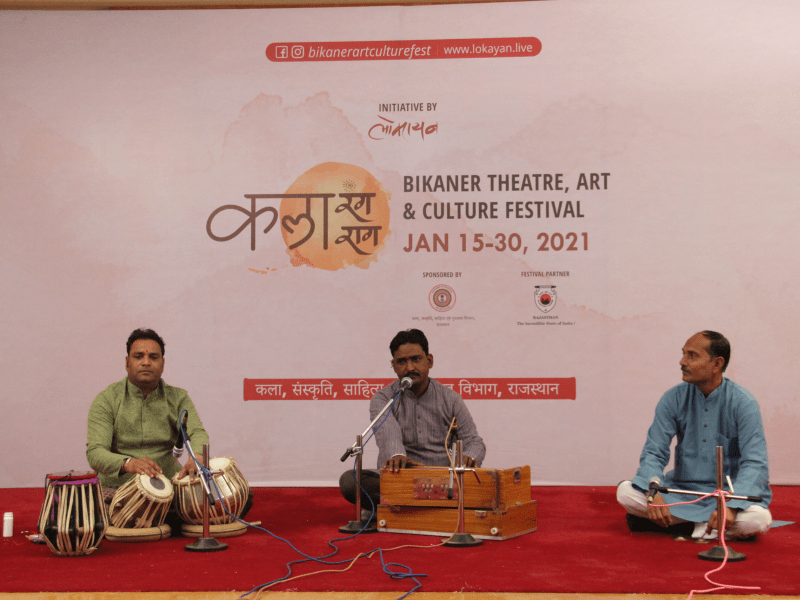 bikanerartculturefest | www.lokayan.live
INITIATIVE BY
लोकायन
कला रंग राग
BIKANER THEATRE, ART
& CULTURE FESTIVAL
JAN 15-30, 2021
SPONSORED BY
FESTIVAL PARTNER
राजस्थान
RAJASTHAN
The Incredible State of India !
कला, संस्कृति, साहित्य विभाग, राजस्थान